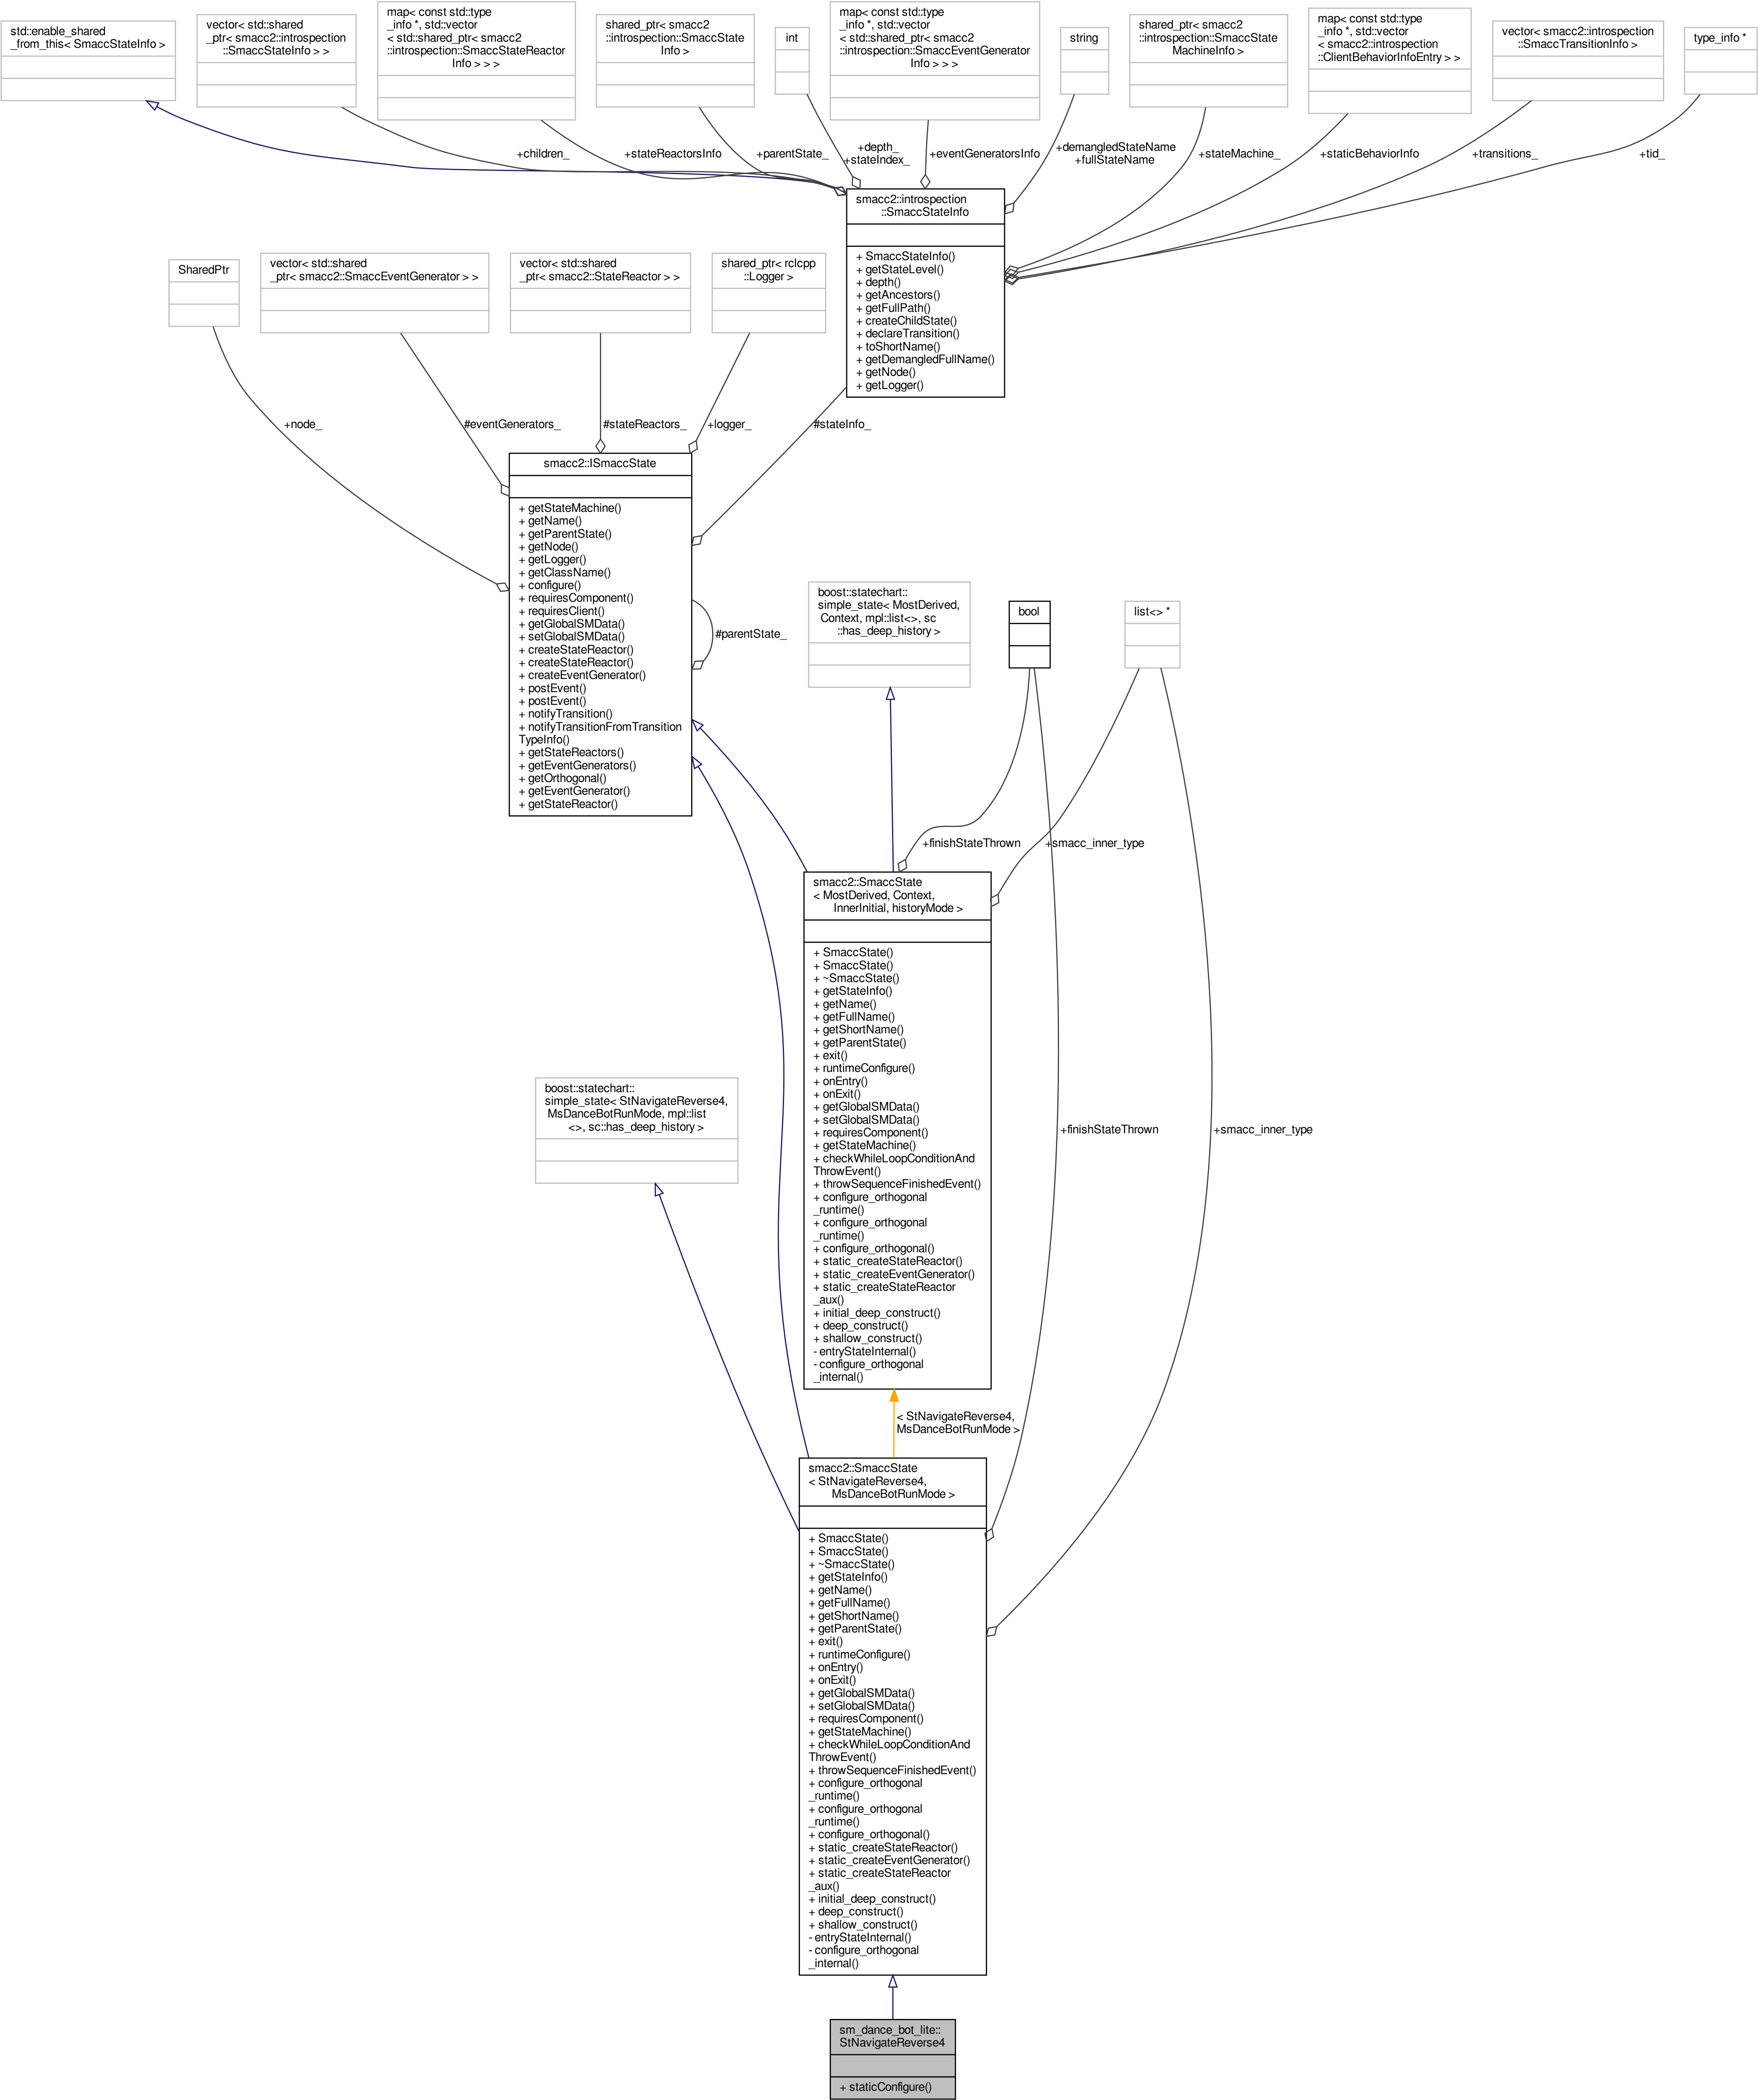 std::enable_shared
_from_this< SmaccStateInfo >
vector< std::shared
_ptr< smacc2::introspection
::SmaccStateInfo > >
map< const std::type
_info *, std::vector
< std::shared_ptr< smacc2
::introspection::SmaccStateReactor
Info > > >
shared_ptr< smacc2
::introspection::SmaccState
Info >
int
map< const std::type
_info *, std::vector
< std::shared_ptr< smacc2
::introspection::SmaccEventGenerator
Info > > >
string
shared_ptr< smacc2
::introspection::SmaccState
MachineInfo >
map< const std::type
_info *, std::vector
< smacc2::introspection
::ClientBehaviorInfoEntry > >
vector< smacc2::introspection
::SmaccTransitionInfo >
type_info *
+children_
+stateReactorsInfo
+parentState_
+depth_
+stateIndex_
+eventGeneratorsInfo
+demangledStateName
+fullStateName
+stateMachine_
+staticBehaviorInfo
+transitions_
+tid_
smacc2::introspection
::SmaccStateInfo
+ SmaccStateInfo()
+ getStateLevel()
+ depth()
+ getAncestors()
+ getFullPath()
+ createChildState()
+ declareTransition()
+ toShortName()
+ getDemangledFullName()
+ getNode()
+ getLogger()
SharedPtr
vector< std::shared
_ptr< smacc2::SmaccEventGenerator > >
vector< std::shared
_ptr< smacc2::StateReactor > >
shared_ptr< rclcpp
::Logger >
+node_
#eventGenerators_
#stateReactors_
+logger_
#stateInfo_
smacc2::ISmaccState
+ getStateMachine()
+ getName()
+ getParentState()
+ getNode()
+ getLogger()
+ getClassName()
+ configure()
+ requiresComponent()
+ requiresClient()
+ getGlobalSMData()
+ setGlobalSMData()
+ createStateReactor()
+ createStateReactor()
+ createEventGenerator()
+ postEvent()
+ postEvent()
+ notifyTransition()
+ notifyTransitionFromTransition
TypeInfo()
+ getStateReactors()
+ getEventGenerators()
+ getOrthogonal()
+ getEventGenerator()
+ getStateReactor()
#parentState_
boost::statechart::
simple_state< MostDerived,
Context, mpl::list<>, sc
::has_deep_history >
bool
list<> *
+finishStateThrown
+smacc_inner_type
smacc2::SmaccState
< MostDerived, Context,
InnerInitial, historyMode >
+ SmaccState()
+ SmaccState()
+ ~SmaccState()
+ getStateInfo()
+ getName()
+ getFullName()
+ getShortName()
+ getParentState()
+ exit()
+ runtimeConfigure()
+ onEntry()
+ onExit()
+ getGlobalSMData()
+ setGlobalSMData()
+ requiresComponent()
+ getStateMachine()
+ checkWhileLoopConditionAnd
ThrowEvent()
+ throwSequenceFinishedEvent()
+ configure_orthogonal
_runtime()
+ configure_orthogonal
_runtime()
+ configure_orthogonal()
+ static_createStateReactor()
+ static_createEventGenerator()
+ static_createStateReactor
_aux()
+ initial_deep_construct()
+ deep_construct()
+ shallow_construct()
- entryStateInternal()
- configure_orthogonal
_internal()
boost::statechart::
simple_state< StNavigateReverse4,
MsDanceBotRunMode, mpl::list
<>, sc::has_deep_history >
+finishStateThrown
+smacc_inner_type
< StNavigateReverse4,
MsDanceBotRunMode >
smacc2::SmaccState
< StNavigateReverse4,
MsDanceBotRunMode >
+ SmaccState()
+ SmaccState()
+ ~SmaccState()
+ getStateInfo()
+ getName()
+ getFullName()
+ getShortName()
+ getParentState()
+ exit()
+ runtimeConfigure()
+ onEntry()
+ onExit()
+ getGlobalSMData()
+ setGlobalSMData()
+ requiresComponent()
+ getStateMachine()
+ checkWhileLoopConditionAnd
ThrowEvent()
+ throwSequenceFinishedEvent()
+ configure_orthogonal
_runtime()
+ configure_orthogonal
_runtime()
+ configure_orthogonal()
+ static_createStateReactor()
+ static_createEventGenerator()
+ static_createStateReactor
_aux()
+ initial_deep_construct()
+ deep_construct()
+ shallow_construct()
- entryStateInternal()
- configure_orthogonal
_internal()
sm_dance_bot_lite::
StNavigateReverse4
+ staticConfigure()